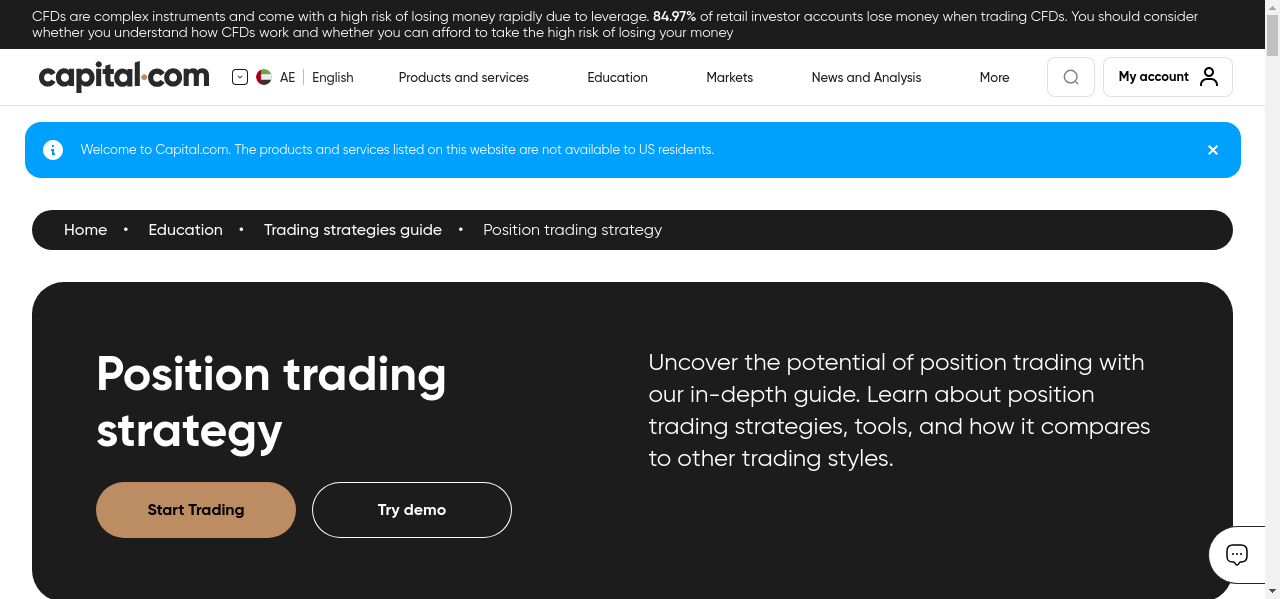 CFDs are complex instruments and come with a high risk of losing money rapidly due to leverage. 84.97% of retail investor accounts lose money when trading CFDs. You should consider
whether you understand how CFDs work and whether you can afford to take the high risk of losing your money
capital.com
AE English
Products and services
Education
Markets
News and Analysis
More
My account
Welcome to Capital.com. The products and services listed on this website are not available to US residents.
Home • Education • Trading strategies guide • Position trading strategy
Position trading
strategy
Start Trading
Try demo
Uncover the potential of position trading with
our in-depth guide. Learn about position
trading strategies, tools, and how it compares
to other trading styles.